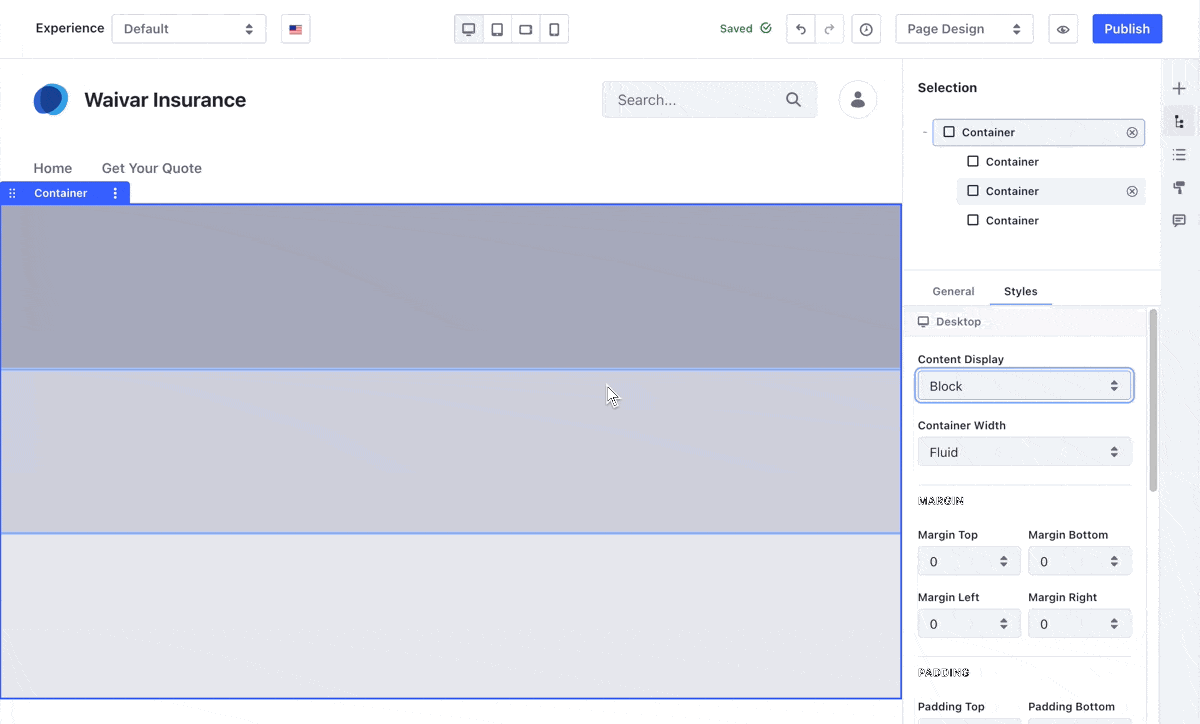 Experience Default Saved Page Design Publish
Waivar Insurance
Search...
Home Get Your Quote
Container
Selection
Container
Container
Container
Container
General Styles
Desktop
Content Display
Block
Container Width
Fluid
MARGIN
Margin Top Margin Bottom
0 0
Margin Left Margin Right
0 0
PADDING
Padding Top Padding Bottom